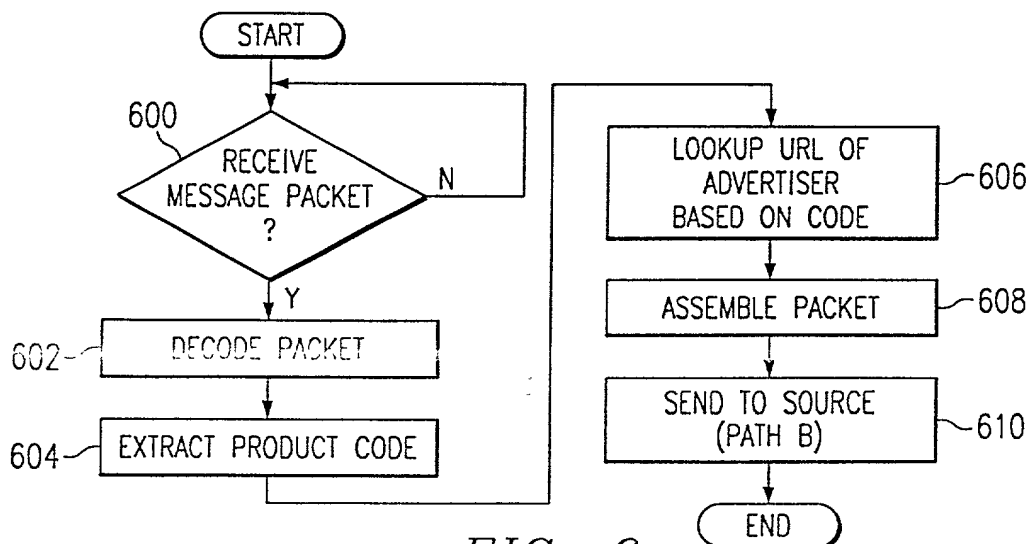 START
600
RECEIVE
MESSAGE PACKET
?
N
Y
602
DECODE PACKET
604
EXTRACT PRODUCT CODE
LOOKUP URL OF
ADVERTISER
BASED ON CODE
606
ASSEMBLE PACKET
608
SEND TO SOURCE
(PATH B)
610
END